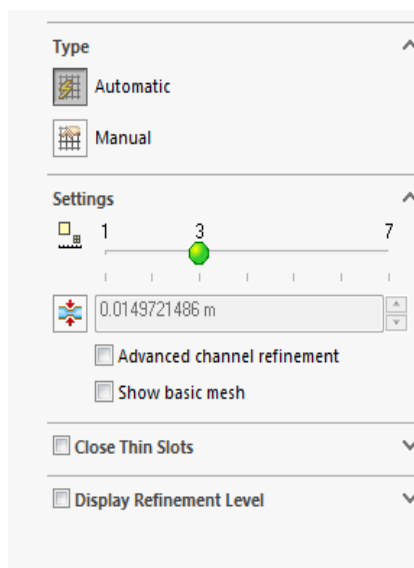 Type
Automatic
Manual
Settings
1 3 7
0.0149721486 m
Advanced channel refinement
Show basic mesh
Close Thin Slots
Display Refinement Level